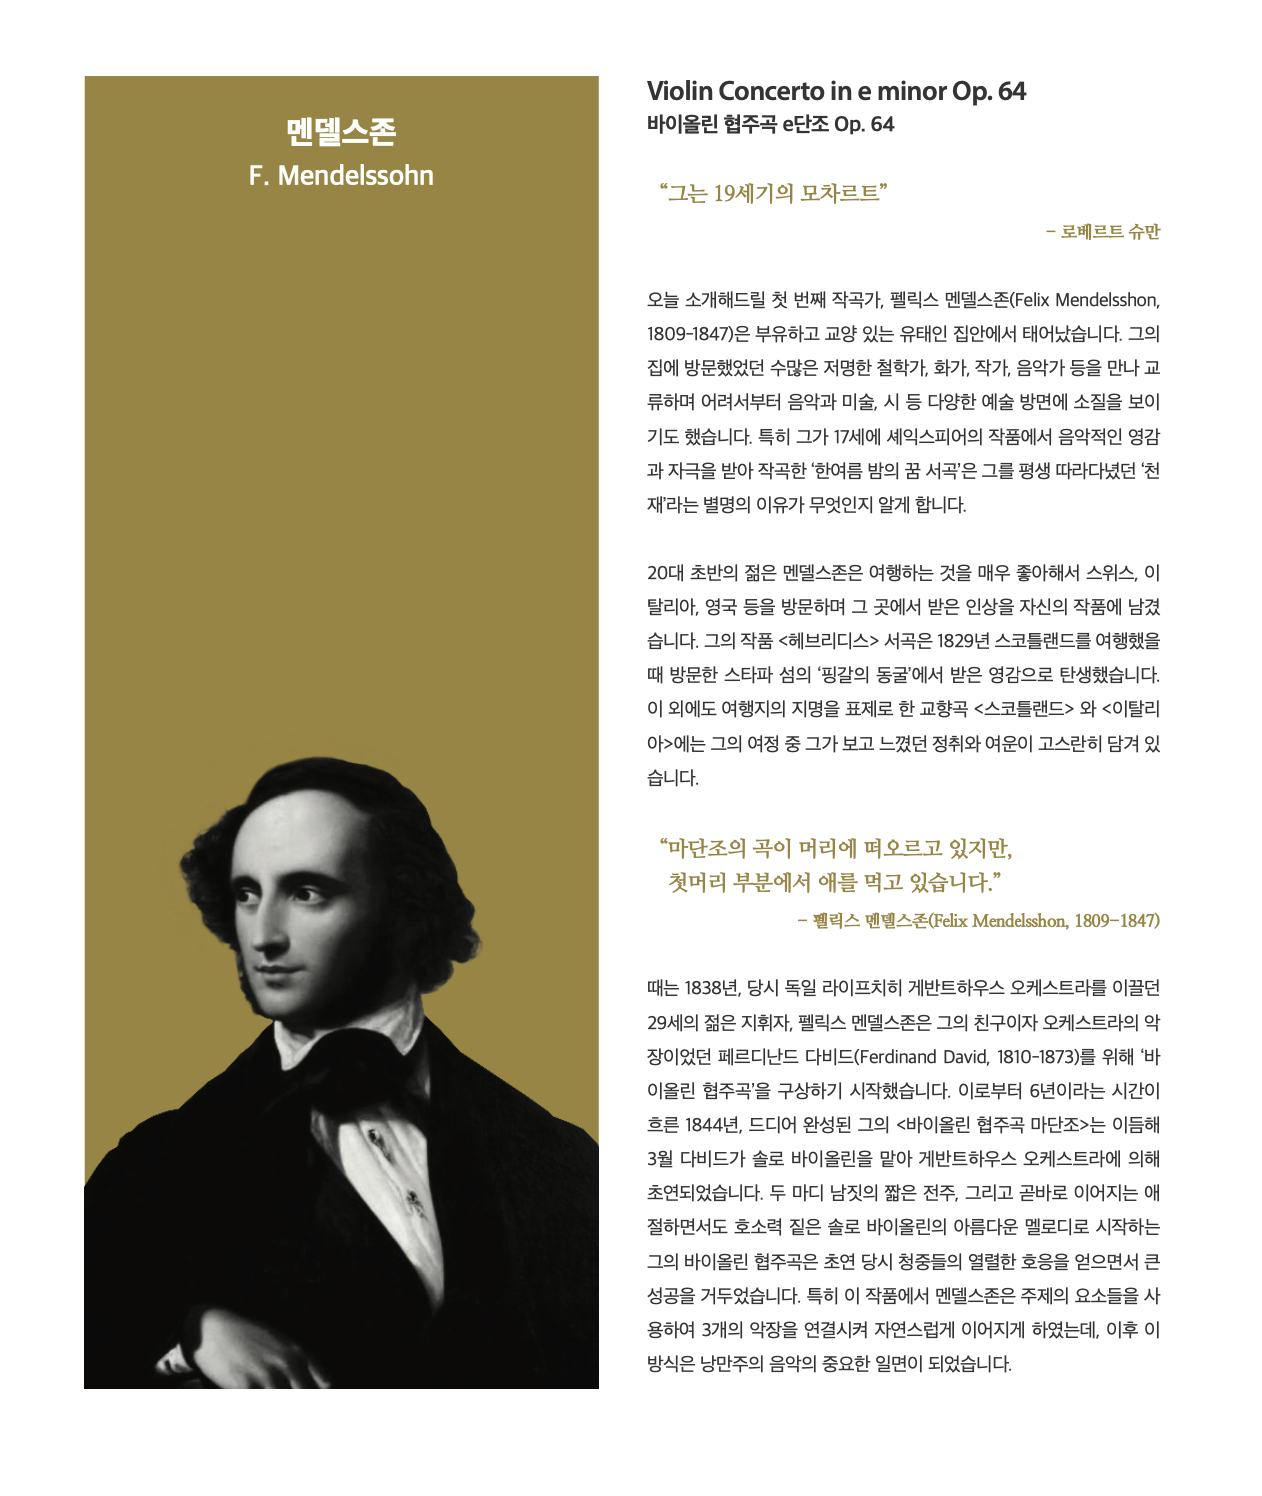 멘델스존
F. Mendelssohn
Violin Concerto in e minor Op. 64
바이올린 협주곡 e단조 Op. 64
“그는 19세기의 모차르트”
- 로베르트 슈만
오늘 소개해드릴 첫 번째 작곡가, 펠릭스 멘델스존(Felix Mendelsshon,
1809-1847)은 부유하고 교양 있는 유태인 집안에서 태어났습니다. 그의
집에 방문했었던 수많은 저명한 철학가, 화가, 작가, 음악가 등을 만나 교
류하며 어려서부터 음악과 미술, 시 등 다양한 예술 방면에 소질을 보이
기도 했습니다. 특히 그가 17세에 셰익스피어의 작품에서 음악적인 영감
과 자극을 받아 작곡한 ‘한여름 밤의 꿈 서곡’은 그를 평생 따라다녔던 ‘천
재’라는 별명의 이유가 무엇인지 알게 합니다.
20대 초반의 젊은 멘델스존은 여행하는 것을 매우 좋아해서 스위스, 이
탈리아, 영국 등을 방문하며 그 곳에서 받은 인상을 자신의 작품에 남겼
습니다. 그의 작품 <헤브리디스> 서곡은 1829년 스코틀랜드를 여행했을
때 방문한 스타파 섬의 ‘핑갈의 동굴’에서 받은 영감으로 탄생했습니다.
이 외에도 여행지의 지명을 표제로 한 교향곡 <스코틀랜드> 와 <이탈리
아>에는 그의 여정 중 그가 보고 느꼈던 정취와 여운이 고스란히 담겨 있
습니다.
“마단조의 곡이 머리에 떠오르고 있지만,
첫머리 부분에서 애를 먹고 있습니다.”
- 펠릭스 멘델스존(Felix Mendelsshon, 1809-1847)
때는 1838년, 당시 독일 라이프치히 게반트하우스 오케스트라를 이끌던
29세의 젊은 지휘자, 펠릭스 멘델스존은 그의 친구이자 오케스트라의 악
장이었던 페르디난드 다비드(Ferdinand David, 1810-1873)를 위해 ‘바
이올린 협주곡’을 구상하기 시작했습니다. 이로부터 6년이라는 시간이
흐른 1844년, 드디어 완성된 그의 <바이올린 협주곡 마단조>는 이듬해
3월 다비드가 솔로 바이올린을 맡아 게반트하우스 오케스트라에 의해
초연되었습니다. 두 마디 남짓의 짧은 전주, 그리고 곧바로 이어지는 애
절하면서도 호소력 짙은 솔로 바이올린의 아름다운 멜로디로 시작하는
그의 바이올린 협주곡은 초연 당시 청중들의 열렬한 호응을 얻으면서 큰
성공을 거두었습니다. 특히 이 작품에서 멘델스존은 주제의 요소들을 사
용하여 3개의 악장을 연결시켜 자연스럽게 이어지게 하였는데, 이후 이
방식은 낭만주의 음악의 중요한 일면이 되었습니다.